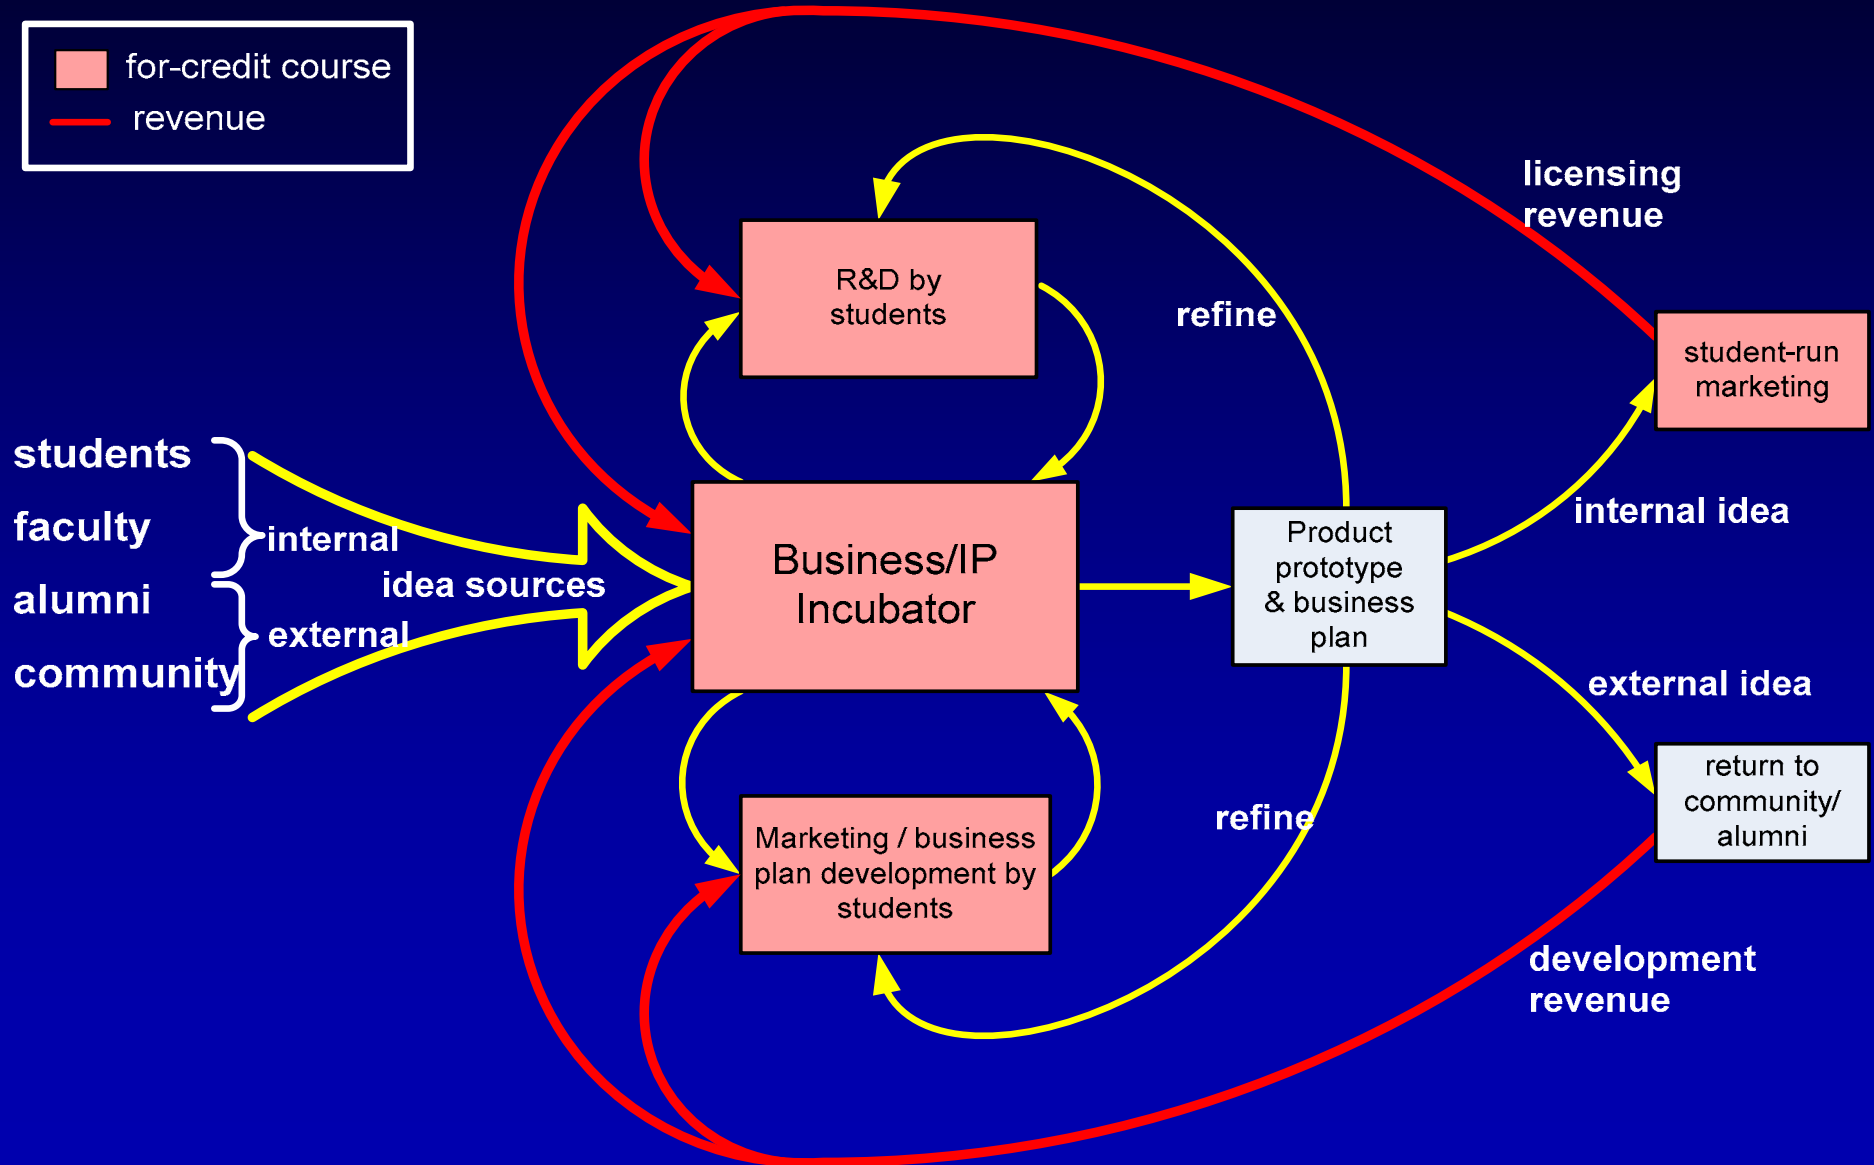 for-credit course
revenue
licensing
revenue
R&D by
students
refine
student-run
marketing
students
faculty
alumni
community
internal
idea sources
external
Business/IP
Incubator
Product
prototype
& business
plan
internal idea
external idea
return to
community/
alumni
refine
Marketing / business
plan development by
students
development
revenue